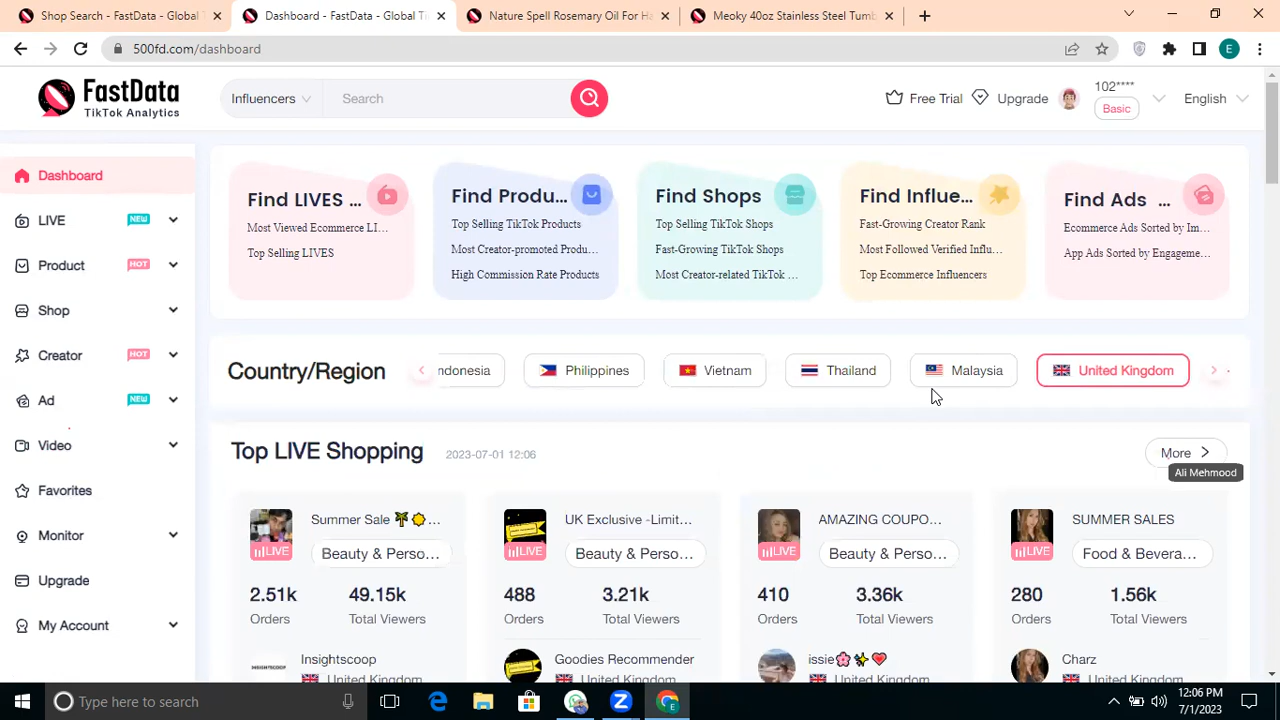 Shop Search - FastData - Global T
Dashboard - FastData - Global Ti
Nature Spell Rosemary Oil For Ha
Meoky 40oz Stainless Steel Tumb
500fd.com/dashboard
E
FastData
TikTok Analytics
Influencers
Search
Free Trial
Upgrade
102****
Basic
English
Dashboard
LIVE NEW
Product HOT
Shop
Creator HOT
Ad NEW
Video
Favorites
Monitor
Upgrade
My Account
Find LIVES ...
Most Viewed Ecommerce LI...
Top Selling LIVES
Find Produ...
Top Selling TikTok Products
Most Creator-promoted Produ...
High Commission Rate Products
Find Shops
Top Selling TikTok Shops
Fast-Growing TikTok Shops
Most Creator-related TikTok ...
Find Influe...
Fast-Growing Creator Rank
Most Followed Verified Influ...
Top Ecommerce Influencers
Find Ads ...
Ecommerce Ads Sorted by Im...
App Ads Sorted by Engageme...
Country/Region
ndonesia
Philippines
Vietnam
Thailand
Malaysia
United Kingdom
Top LIVE Shopping 2023-07-01 12:06
More
Ali Mehmood
LIVE
Summer Sale 🌴🌞...
Beauty & Perso...
2.51k 49.15k
Orders Total Viewers
INSIGHTSCOOP
Insightscoop
United Kingdom
LIVE
UK Exclusive -Limit...
Beauty & Perso...
488 3.21k
Orders Total Viewers
Goodies Recommender
United Kingdom
LIVE
AMAZING COUPO...
Beauty & Perso...
410 3.36k
Orders Total Viewers
issie🌸✨❤️
United Kingdom
LIVE
SUMMER SALES
Food & Bevera...
280 1.56k
Orders Total Viewers
Charz
United Kingdom
Type here to search
12:06 PM
7/1/2023